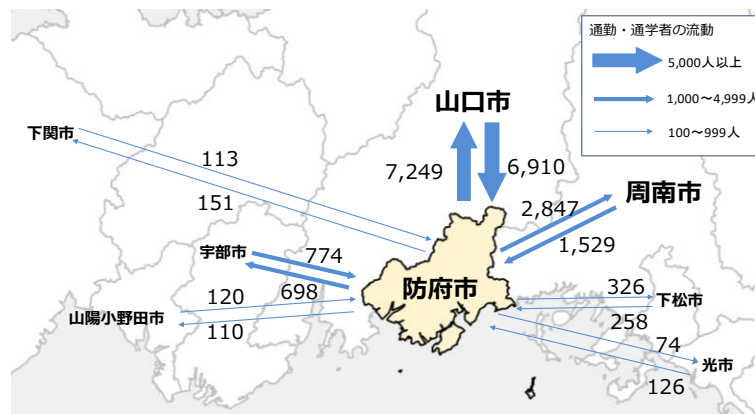 通勤・通学者の流動
5,000人以上
1,000～4,999人
100～999人
山口市
下関市
7,249
6,910
113
151
周南市
2,847
1,529
宇部市
774
698
防府市
山陽小野田市
120
110
326
下松市
258
74
光市
126